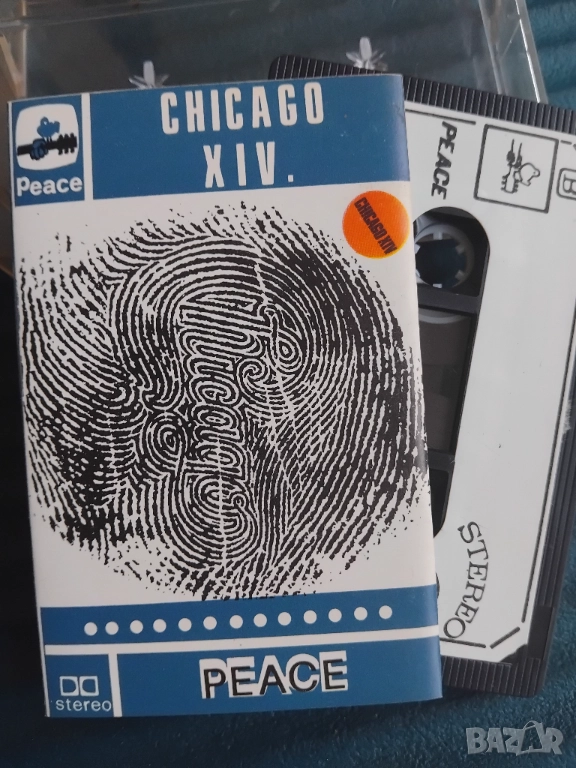 CHICAGO
XIV.
Peace
CHICAGO XIV
Chicago
PEACE
stereo
PEACE
B
STEREO
BAZAR